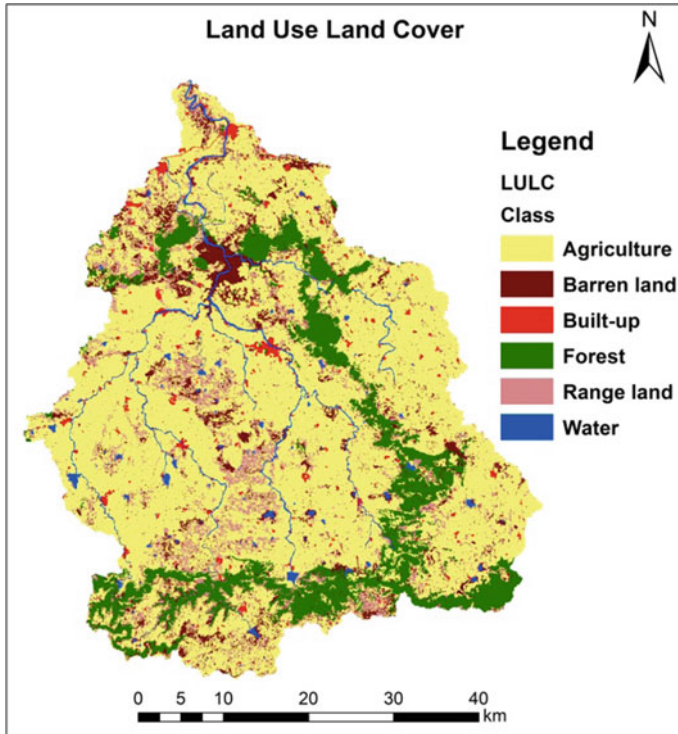 Land Use Land Cover
N
Legend
LULC
Class
Agriculture
Barren land
Built-up
Forest
Range land
Water
0 5 10 20 30 40
km